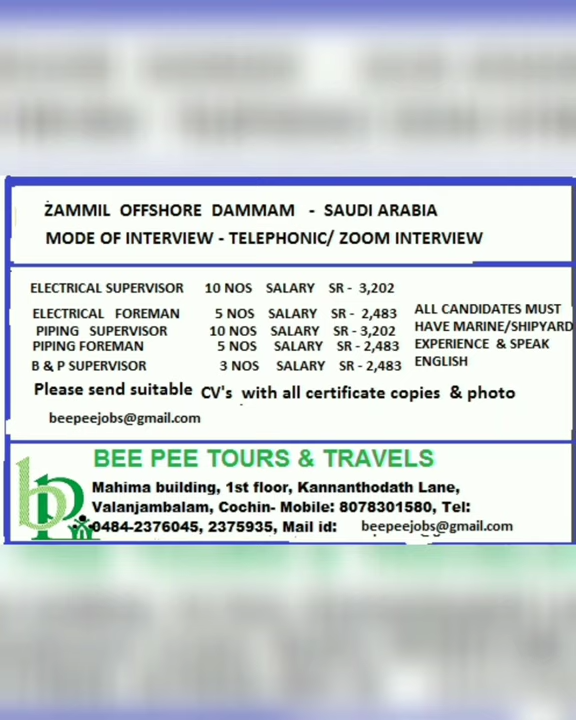 ŻAMMIL OFFSHORE DAMMAM - SAUDI ARABIA
MODE OF INTERVIEW - TELEPHONIC/ ZOOM INTERVIEW
ELECTRICAL SUPERVISOR 10 NOS SALARY SR - 3,202
ELECTRICAL FOREMAN 5 NOS SALARY SR - 2,483
PIPING SUPERVISOR 10 NOS SALARY SR - 3,202
PIPING FOREMAN 5 NOS SALARY SR - 2,483
B & P SUPERVISOR 3 NOS SALARY SR - 2,483
ALL CANDIDATES MUST
HAVE MARINE/SHIPYARD
EXPERIENCE & SPEAK
ENGLISH
Please send suitable CV's with all certificate copies & photo
beepeejobs@gmail.com
bp
BEE PEE TOURS & TRAVELS
Mahima building, 1st floor, Kannanthodath Lane,
Valanjambalam, Cochin- Mobile: 8078301580, Tel:
0484-2376045, 2375935, Mail id: beepeejobs@gmail.com